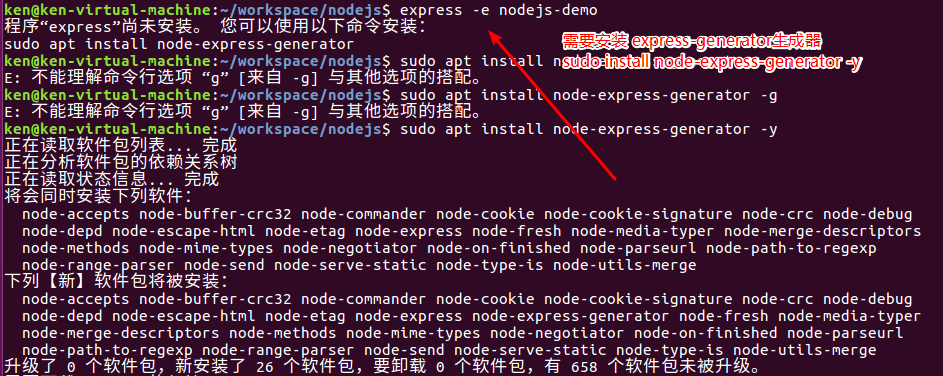 ken@ken-virtual-machine:~/workspace/nodejs$ express -e nodejs-demo
程序“express”尚未安装。 您可以使用以下命令安装：
sudo apt install node-express-generator
需要安装 express-generator生成器
sudo-install node-express-generator -y
ken@ken-virtual-machine:~/workspace/nodejs$ sudo apt install no
E: 不能理解命令行选项 “g” [来自 -g] 与其他选项的搭配。
ken@ken-virtual-machine:~/workspace/nodejs$ sudo apt install node-express-generator -g
E: 不能理解命令行选项 “g” [来自 -g] 与其他选项的搭配。
ken@ken-virtual-machine:~/workspace/nodejs$ sudo apt install node-express-generator -y
正在读取软件包列表... 完成
正在分析软件包的依赖关系树
正在读取状态信息... 完成
将会同时安装下列软件：
node-accepts node-buffer-crc32 node-commander node-cookie node-cookie-signature node-crc node-debug
node-depd node-escape-html node-etag node-express node-fresh node-media-typer node-merge-descriptors
node-methods node-mime-types node-negotiator node-on-finished node-parseurl node-path-to-regexp
node-range-parser node-send node-serve-static node-type-is node-utils-merge
下列【新】软件包将被安装：
node-accepts node-buffer-crc32 node-commander node-cookie node-cookie-signature node-crc node-debug
node-depd node-escape-html node-etag node-express node-express-generator node-fresh node-media-typer
node-merge-descriptors node-methods node-mime-types node-negotiator node-on-finished node-parseurl
node-path-to-regexp node-range-parser node-send node-serve-static node-type-is node-utils-merge
升级了 0 个软件包，新安装了 26 个软件包，要卸载 0 个软件包，有 658 个软件包未被升级。